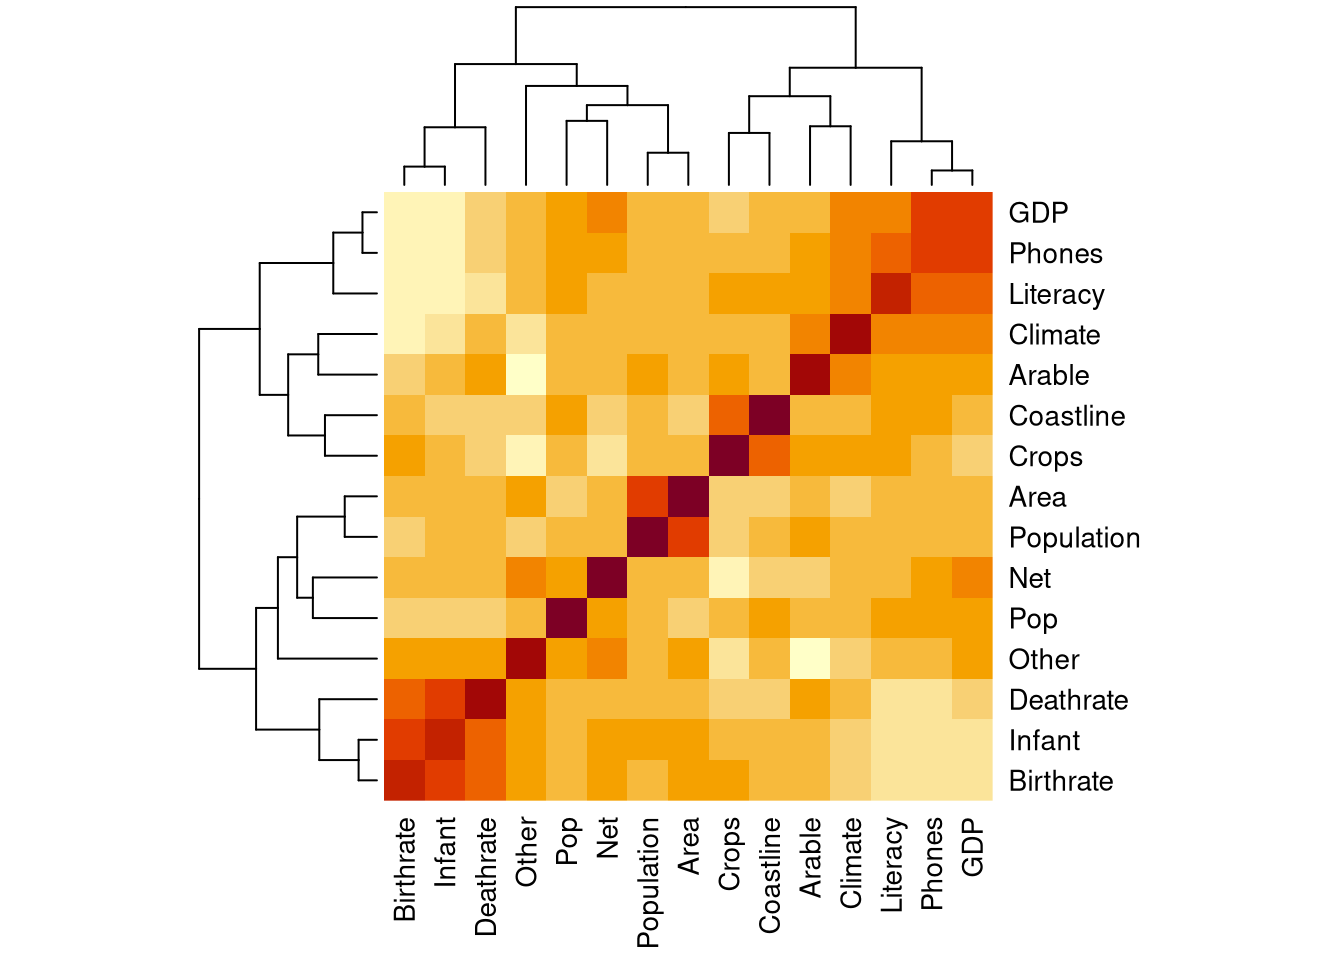 GDP
Phones
Literacy
Climate
Arable
Coastline
Crops
Area
Population
Net
Pop
Other
Deathrate
Infant
Birthrate
Birthrate
Infant
Deathrate
Other
Pop
Net
Population
Area
Crops
Coastline
Arable
Climate
Literacy
Phones
GDP